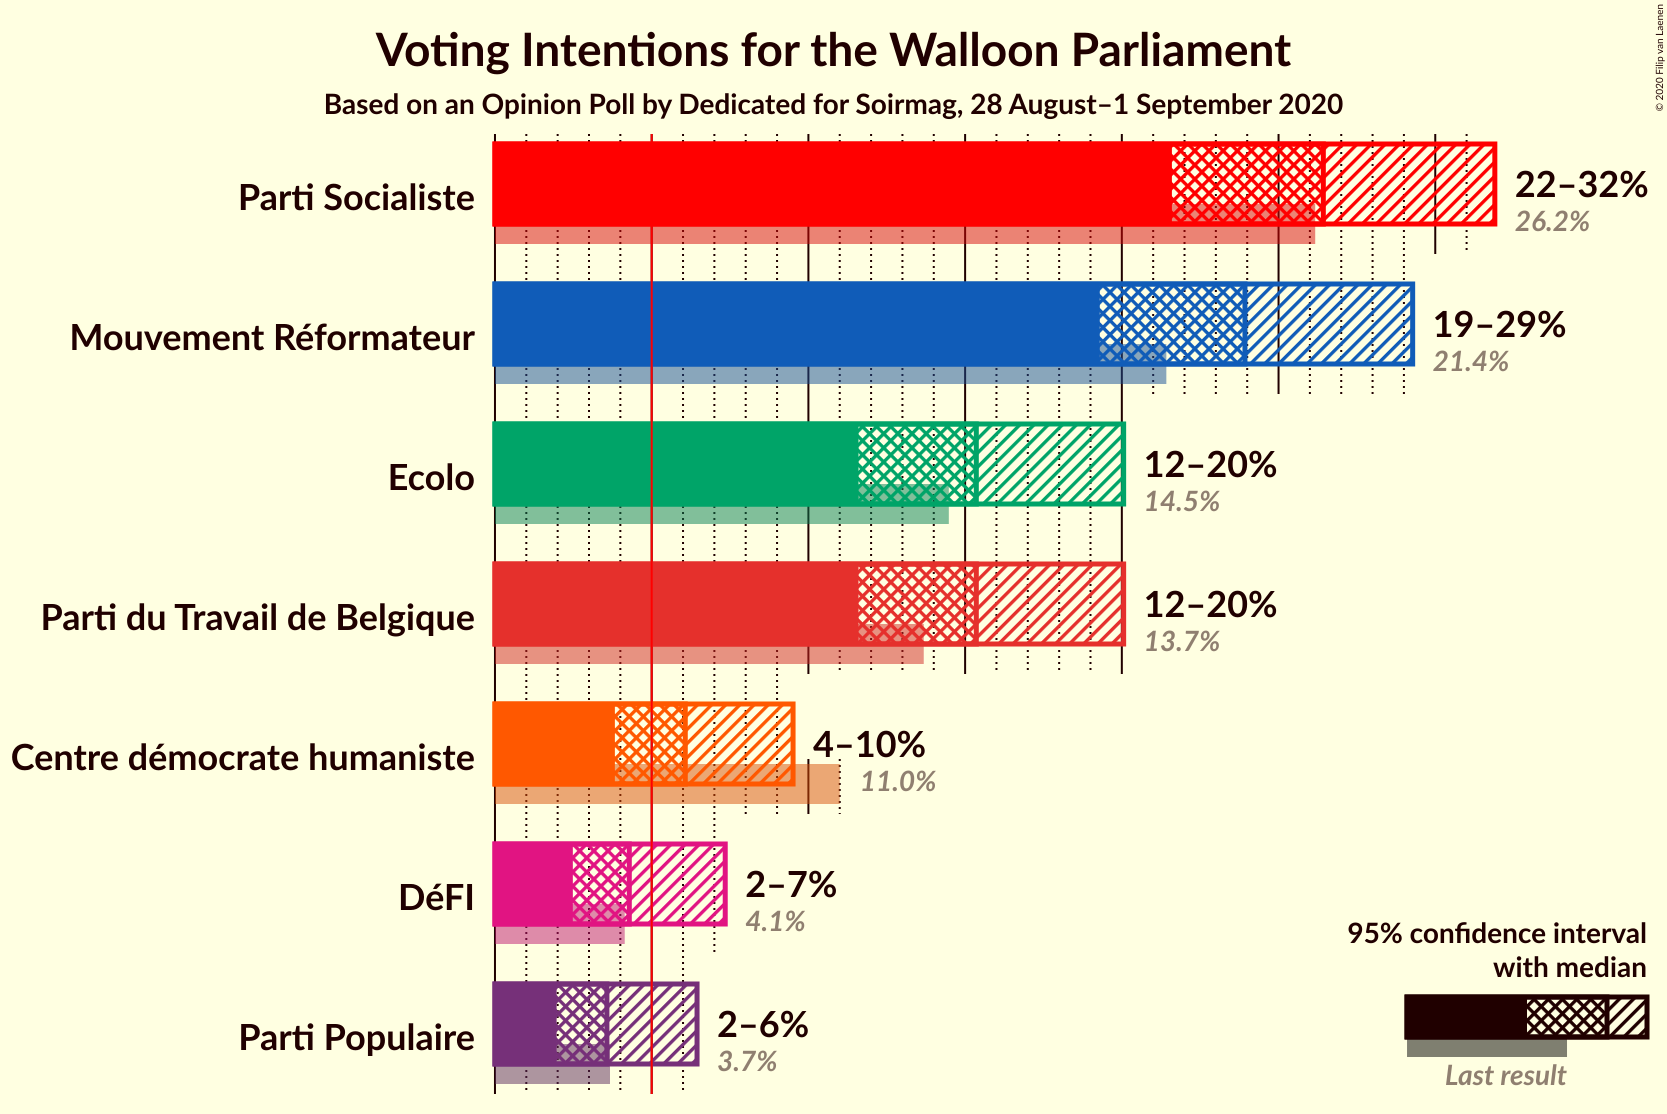 Voting Intentions for the Walloon Parliament
Based on an Opinion Poll by Dedicated for Soirmag, 28 August–1 September 2020
© 2020 Filip van Laenen
Parti Socialiste
22–32%
26.2%
Mouvement Réformateur
19–29%
21.4%
Ecolo
12–20%
14.5%
Parti du Travail de Belgique
12–20%
13.7%
Centre démocrate humaniste
4–10%
11.0%
DéFI
2–7%
4.1%
Parti Populaire
2–6%
3.7%
95% confidence interval
with median
Last result